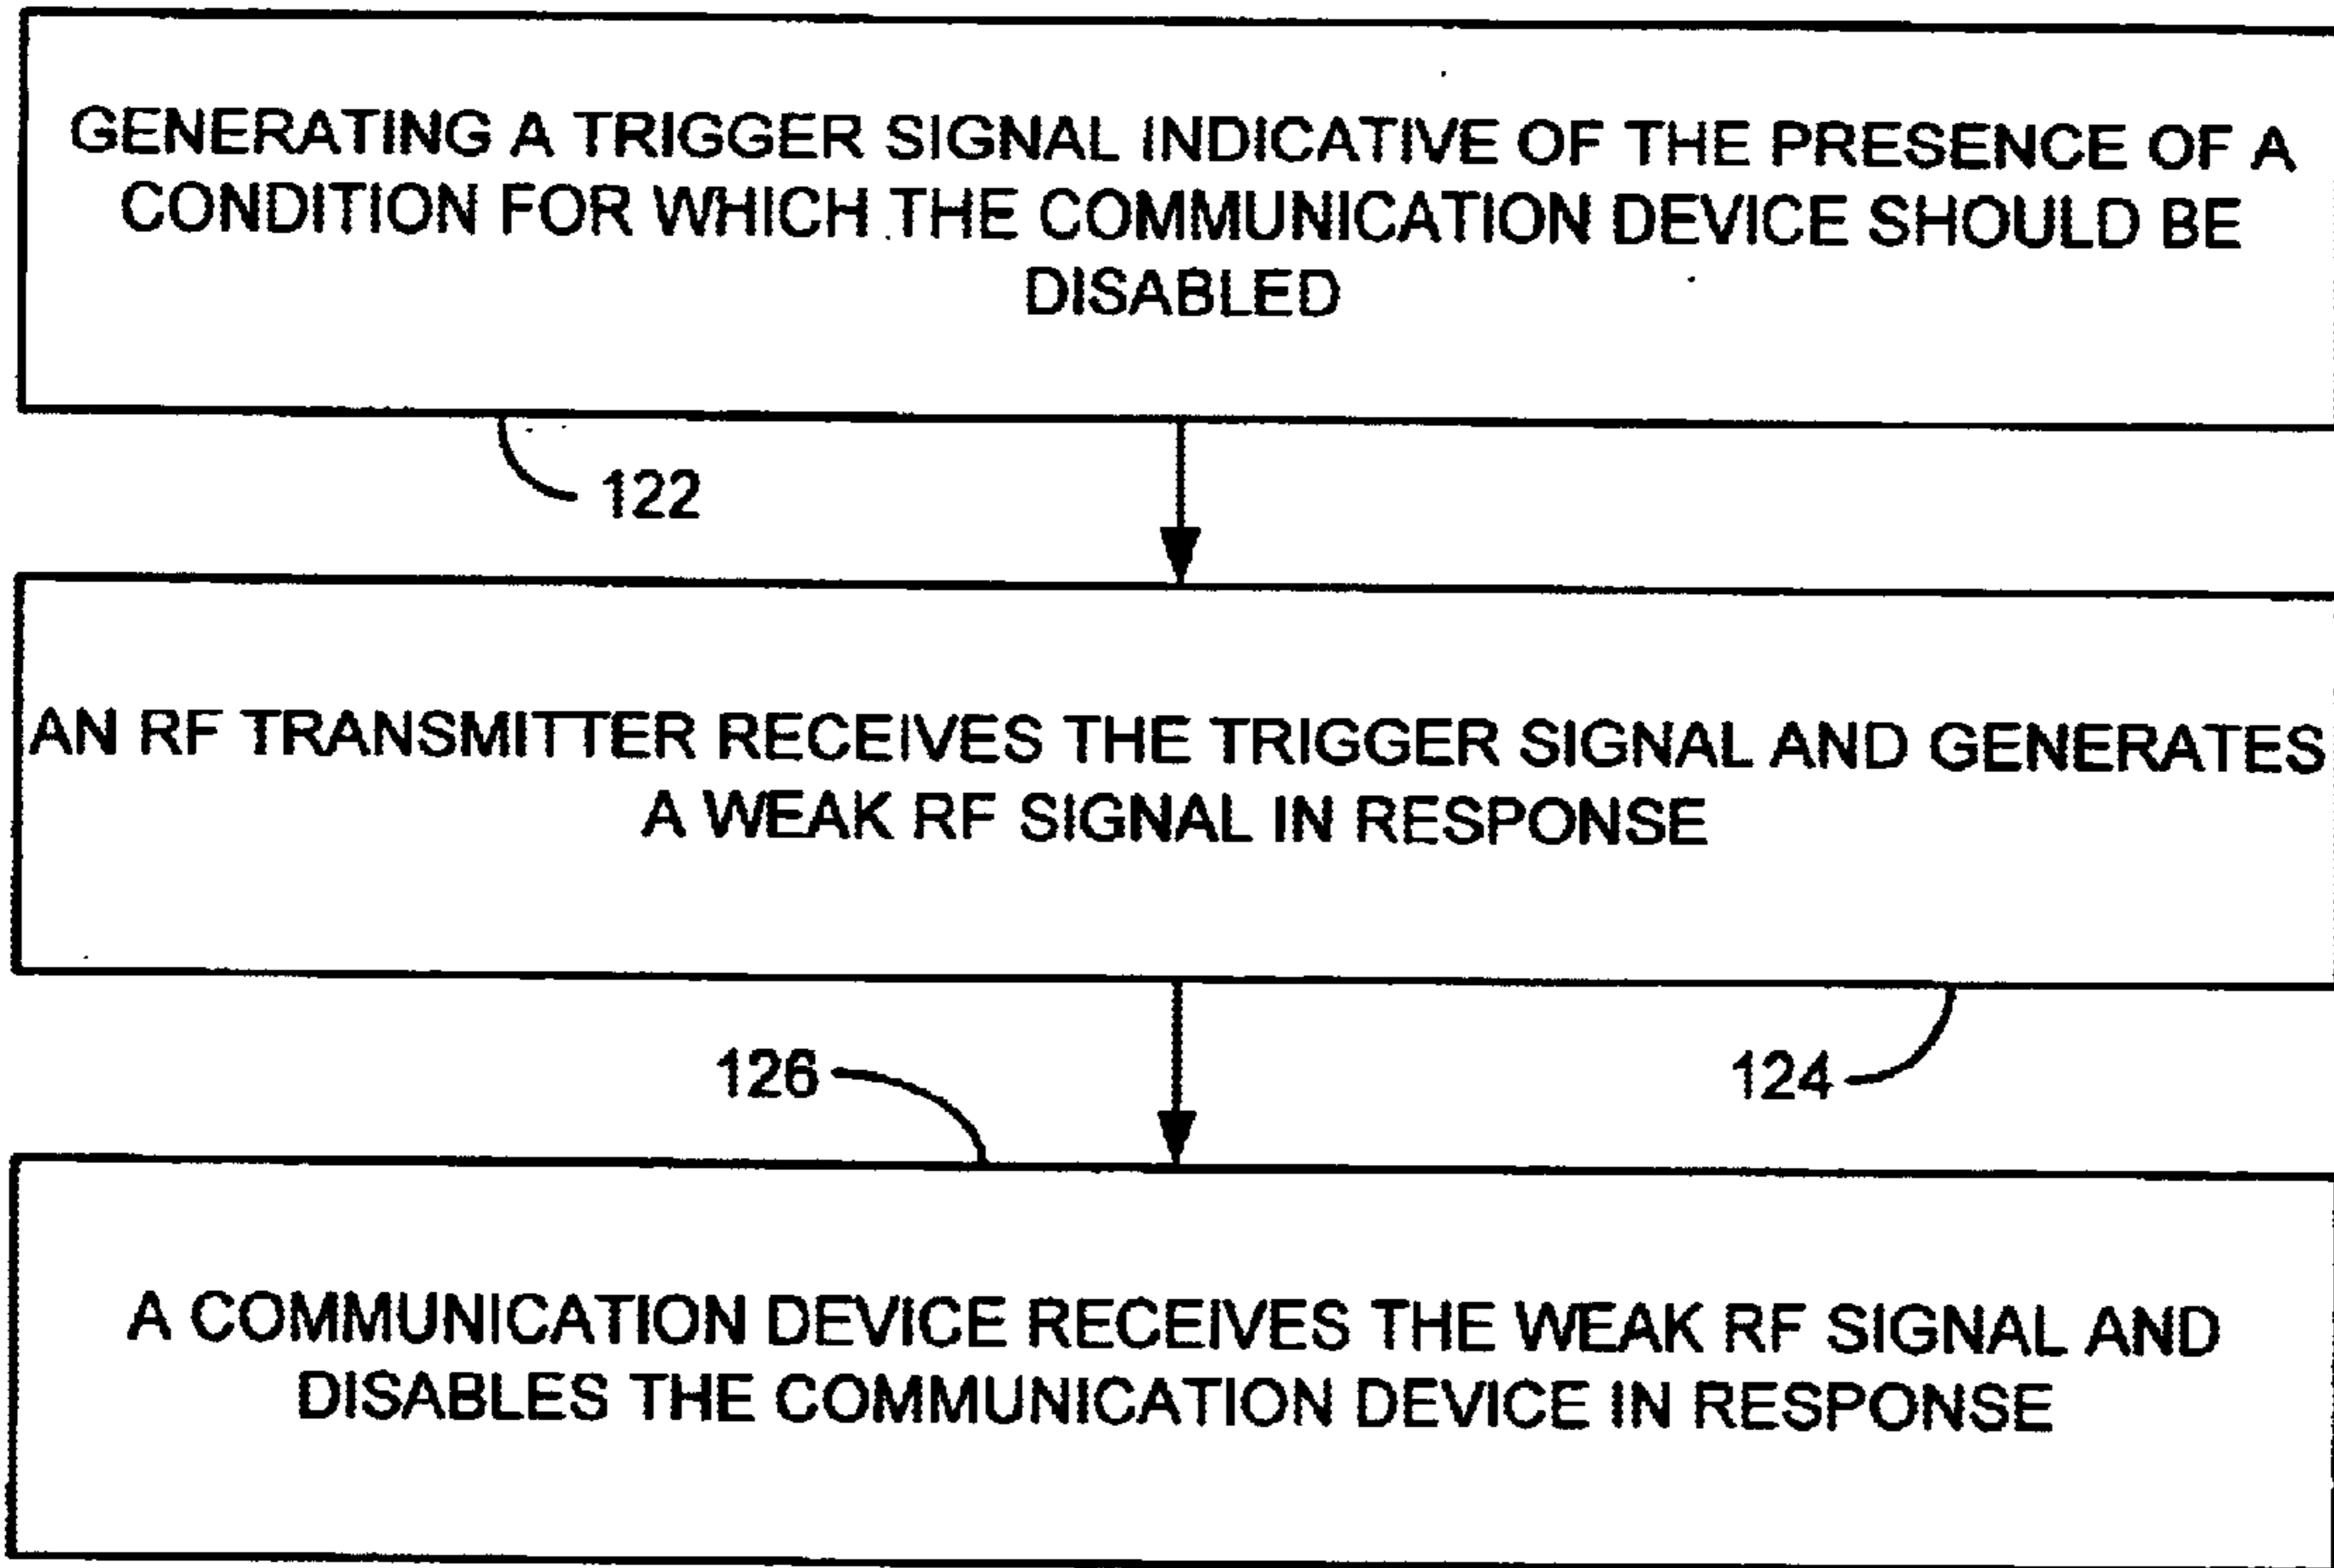 GENERATING A TRIGGER SIGNAL INDICATIVE OF THE PRESENCE OF A
CONDITION FOR WHICH THE COMMUNICATION DEVICE SHOULD BE
DISABLED
122
AN RF TRANSMITTER RECEIVES THE TRIGGER SIGNAL AND GENERATES
A WEAK RF SIGNAL IN RESPONSE
126
124
A COMMUNICATION DEVICE RECEIVES THE WEAK RF SIGNAL AND
DISABLES THE COMMUNICATION DEVICE IN RESPONSE